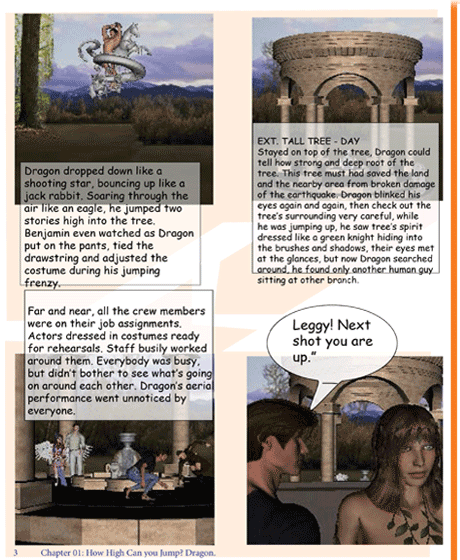 Dragon dropped down like a
shooting star, bouncing up like a
jack rabbit. Soaring through the
air like an eagle, he jumped two
stories high into the tree.
Benjamin even watched as Dragon
put on the pants, tied the
drawstring and adjusted the
costume during his jumping
frenzy.
EXT. TALL TREE - DAY
Stayed on top of the tree, Dragon could
tell how strong and deep root of the
tree. This tree must had saved the land
and the nearby area from broken damage
of the earthquake. Dragon blinked his
eyes again and again, then check out the
tree's surrounding very careful, while
he was jumping up, he saw tree's spirit
dressed like a green knight hiding into
the brushes and shadows, their eyes met
at the glances, but now Dragon searched
around, he found only another human guy
sitting at other branch.
Far and near, all the crew members
were on their job assignments.
Actors dressed in costumes ready
for rehearsals. Staff busily worked
around them. Everybody was busy,
but didn't bother to see what's going
on around each other. Dragon's aerial
performance went unnoticed by
everyone.
Leggy! Next
shot you are
up."
3 Chapter 01: How High Can you Jump? Dragon.